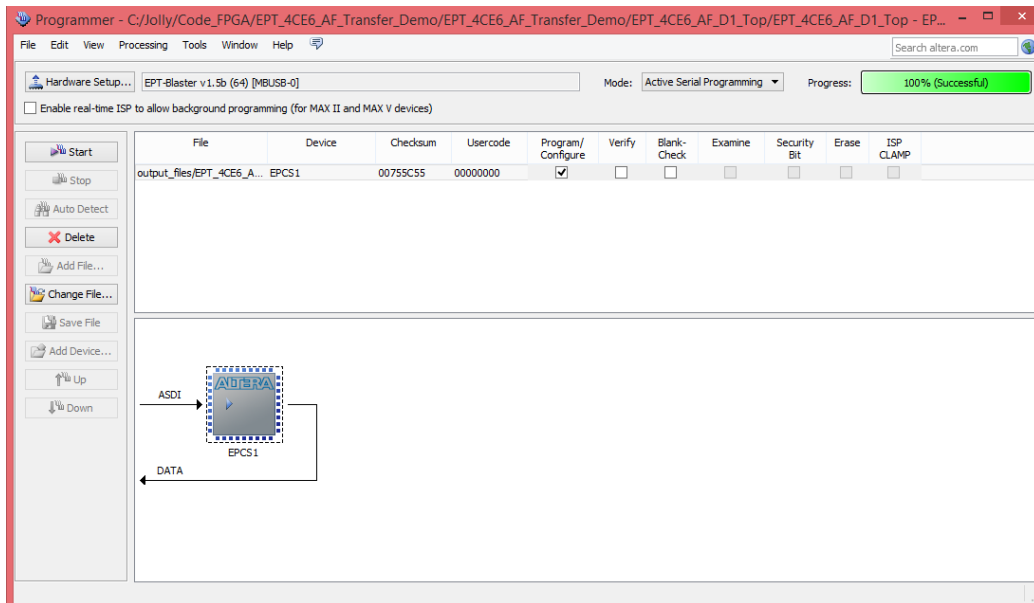 Programmer - C:/Jolly/Code_FPGA/EPT_4CE6_AF_Transfer_Demo/EPT_4CE6_AF_Transfer_Demo/EPT_4CE6_AF_D1_Top/EPT_4CE6_AF_D1_Top - EP...
File Edit View Processing Tools Window Help
Search altera.com
Hardware Setup... EPT-Blaster v1.5b (64) [MBUSB-0] Mode: Active Serial Programming Progress: 100% (Successful)
Enable real-time ISP to allow background programming (for MAX II and MAX V devices)
Start
Stop
Auto Detect
Delete
Add File...
Change File...
Save File
Add Device...
Up
Down
File Device Checksum Usercode Program/ Verify Blank- Examine Security Erase ISP
Configure Check Bit CLAMP
output_files/EPT_4CE6_A... EPCS1 00755C55 00000000
ALTERA
ASDI
EPCS1
DATA